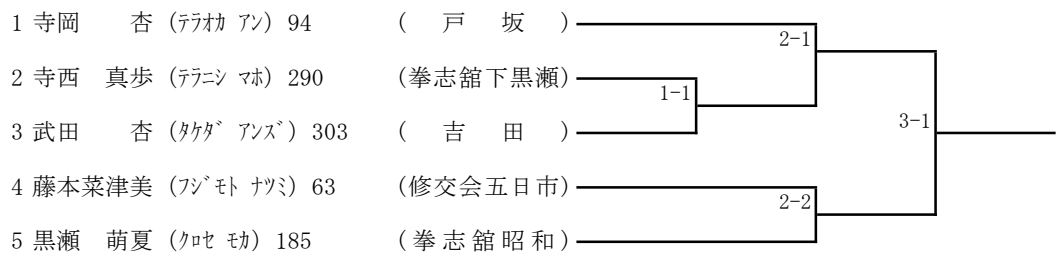 1 寺岡　　杏 (ﾃﾗｵｶ ｱﾝ) 94 (　戸　坂　)
2-1
2 寺西　真歩 (ﾃﾗﾆｼ ﾏﾎ) 290 (拳志舘下黒瀬)
1-1
3 武田　　杏 (ﾀｹﾀﾞ ｱﾝｽﾞ) 303 (　吉　田　)
3-1
4 藤本菜津美 (ﾌｼﾞﾓﾄ ﾅﾂﾐ) 63 (修交会五日市)
2-2
5 黒瀬　萌夏 (ｸﾛｾ ﾓｶ) 185 (拳志舘昭和)